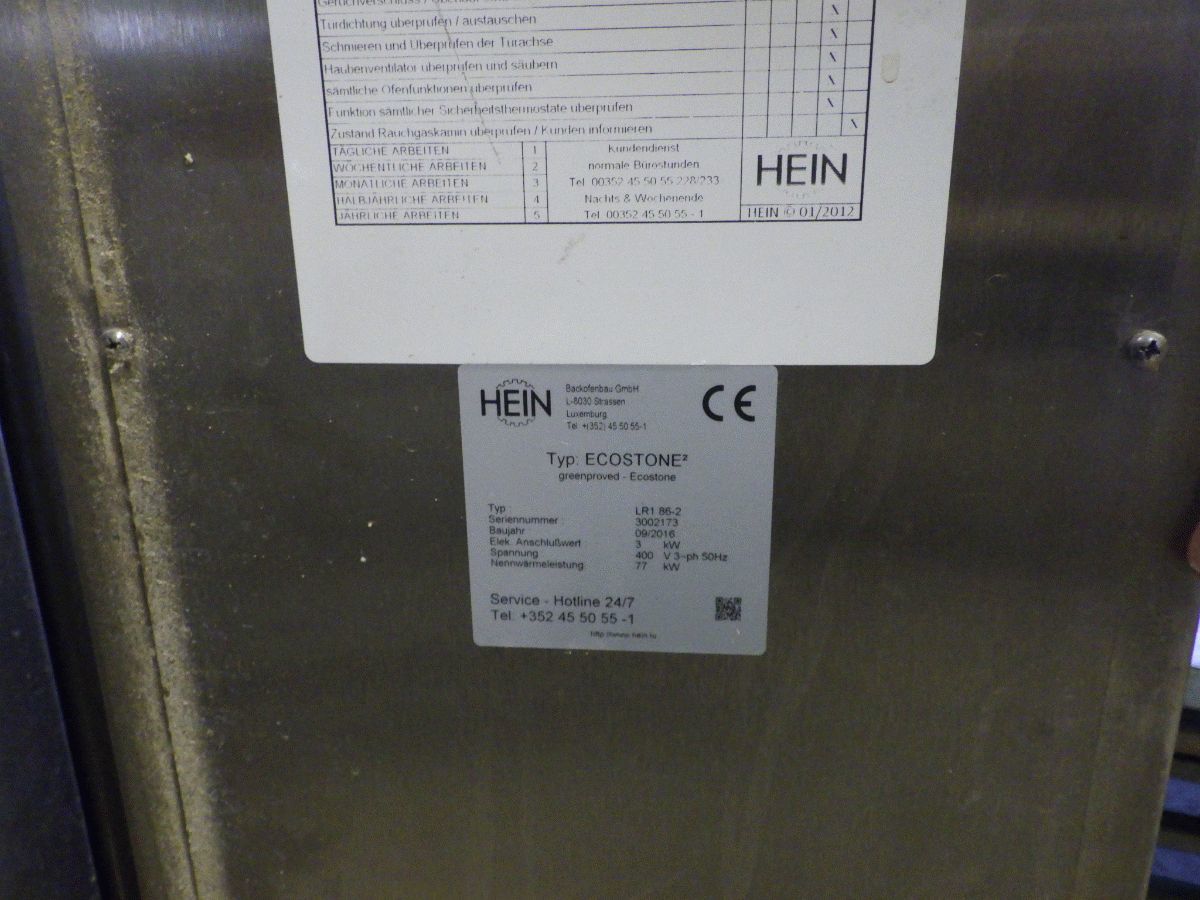 Geruchverschluss /
Türdichtung überprüfen / austauschen
Schmieren und Überprüfen der Türachse
Haubenventilator überprüfen und säubern
sämtliche Ofenfunktionen überprüfen
Funktion sämtlicher Sicherheitsthermostate überprüfen
Zustand Rauchgaskamin überprüfen / Kunden informieren
TÄGLICHE ARBEITEN 1 Kundendienst
WÖCHENTLICHE ARBEITEN 2 normale Bürostunden
MONATLICHE ARBEITEN 3 Tel. 00352 45 50 55 228/233
HALBJÄHRLICHE ARBEITEN 4 Nachts & Wochenende
JÄHRLICHE ARBEITEN 5 Tel. 00352 45 50 55 - 1
HEIN
HEIN © 01/2012
HEIN
Backofenbau GmbH
L-8030 Strassen
Luxemburg
Tel +(352) 45 50 55-1
CE
Typ: ECOSTONE²
greenproved - Ecostone
Typ : LR1 86-2
Seriennummer : 3002173
Baujahr : 09/2016
Elek. Anschlußwert 3 kW
Spannung 400 V 3~ph 50Hz
Nennwärmeleistung 77 kW
Service - Hotline 24/7
Tel: +352 45 50 55 -1
http://www.hein.lu